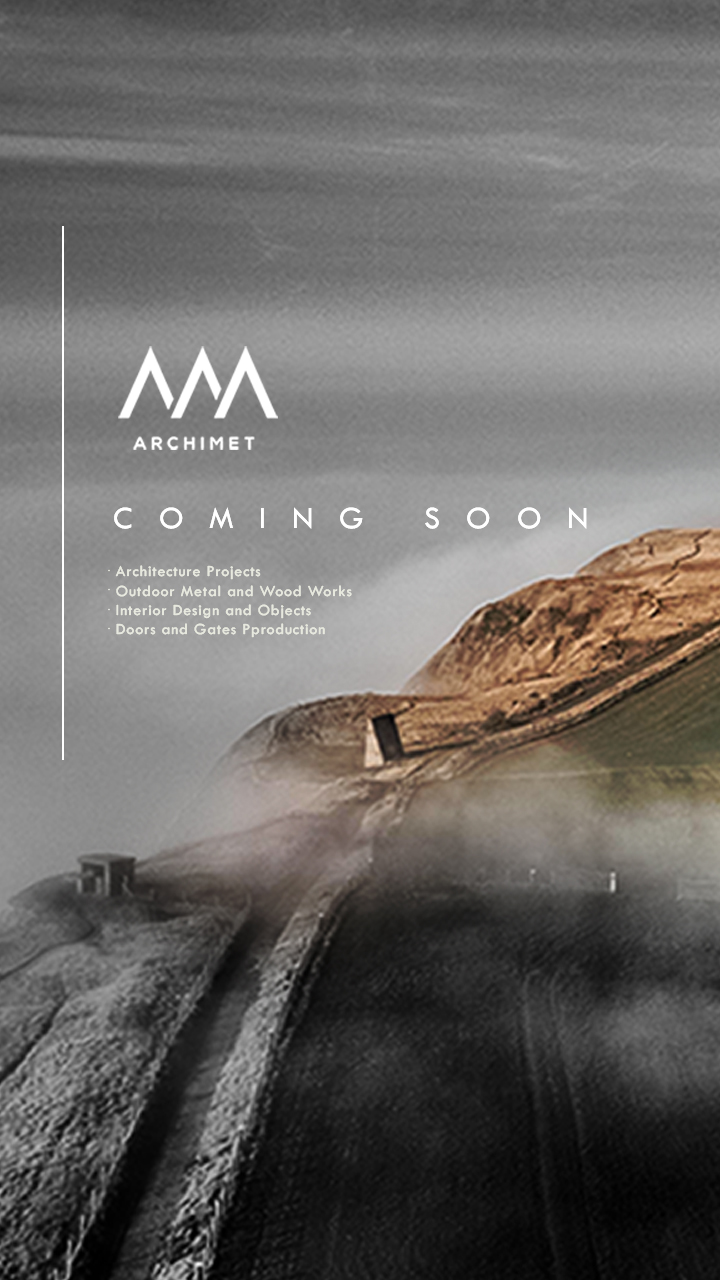 ARCHIMET
COMING SOON
· Architecture Projects
· Outdoor Metal and Wood Works
· Interior Design and Objects
· Doors and Gates Pproduction